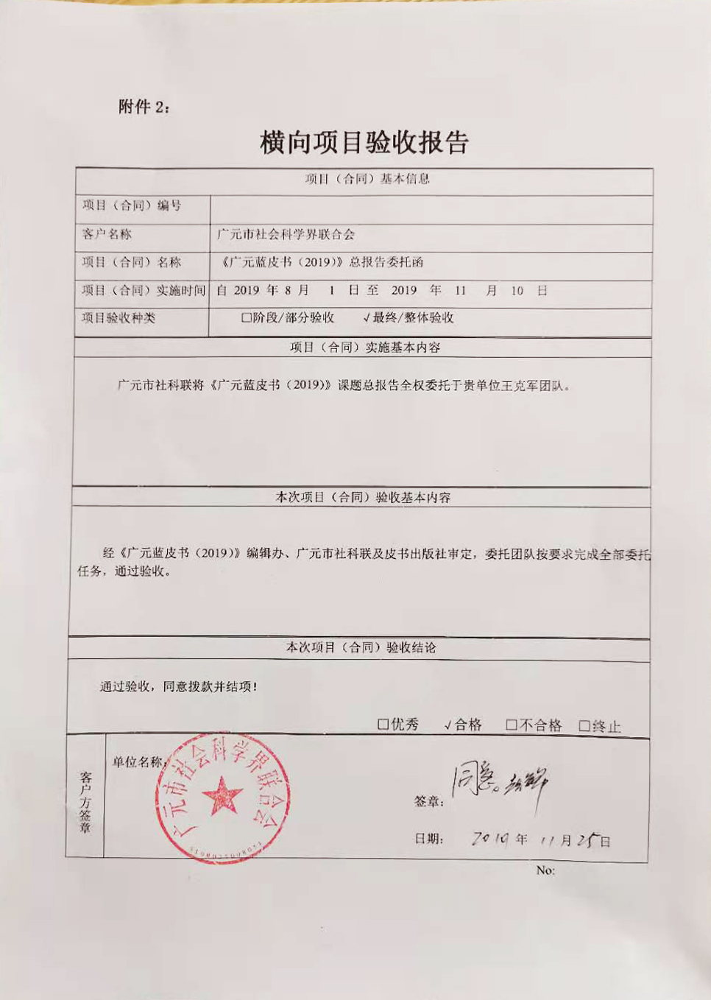 附件 2：
横向项目验收报告
项目（合同）基本信息
项目（合同）编号
客户名称 广元市社会科学界联合会
项目（合同）名称 《广元蓝皮书（2019）》总报告委托函
项目（合同）实施时间 自 2019 年 8 月 1 日 至 2019 年 11 月 10 日
项目验收种类 □阶段/部分验收 √最终/整体验收
项目（合同）实施基本内容
广元市社科联将《广元蓝皮书（2019）》课题总报告全权委托于贵单位王克军团队。
本次项目（合同）验收基本内容
经《广元蓝皮书（2019）》编辑办、广元市社科联及皮书出版社审定，委托团队按要求完成全部委托
任务，通过验收。
本次项目（合同）验收结论
通过验收，同意拨款并结项！
□优秀 √合格 □不合格 □终止
客户方签章
单位名称：
广元市社会科学界联合会
同意。
签章：
日期： 2019 年 11 月 25 日
No: